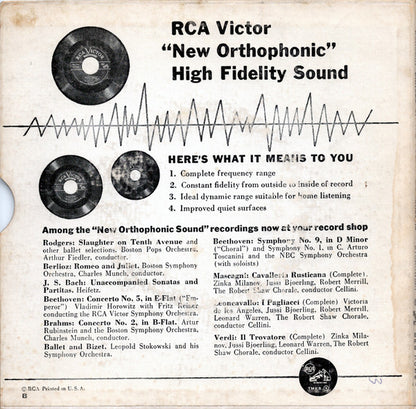 RCA Victor
"New Orthophonic"
High Fidelity Sound
HERE'S WHAT IT MEANS TO YOU
1. Complete frequency range
2. Constant fidelity from outside to inside of record
3. Ideal dynamic range suitable for home listening
4. Improved quiet surfaces
Among the "New Orthophonic Sound" recordings now at your record shop
Rodgers: Slaughter on Tenth Avenue and
other ballet selections. Boston Pops Orchestra,
Arthur Fiedler, conductor.
Berlioz: Romeo and Juliet. Boston Symphony
Orchestra, Charles Munch, conductor.
J. S. Bach: Unaccompanied Sonatas and
Partitas. Heifetz.
Beethoven: Concerto No. 5, in E-Flat ("Em-
peror") Vladimir Horowitz with Fritz Reiner
conducting the RCA Victor Symphony Orchestra.
Brahms: Concerto No. 2, in B-Flat. Artur
Rubinstein and the Boston Symphony Orchestra,
Charles Munch, conductor.
Ballet and Bizet. Leopold Stokowski and his
Symphony Orchestra.
Beethoven: Symphony No. 9, in D Minor
("Choral") and Symphony No. 1, in C. Arturo
Toscanini and the NBC Symphony Orchestra
(with soloists)
Mascagni: Cavalleria Rusticana (Complete).
Zinka Milanov, Jussi Bjoerling, Robert Merrill,
The Robert Shaw Chorale, conductor Cellini.
Leoncavallo: I Pagliacci (Complete) Victoria
de los Angeles, Jussi Bjoerling, Robert Merrill,
Leonard Warren, The Robert Shaw Chorale,
conductor Cellini.
Verdi: Il Trovatore (Complete) Zinka Mila-
nov, Jussi Bjoerling, Leonard Warren, The Robert
Shaw Chorale, conductor Cellini.
© RCA Printed in U. S. A.
B